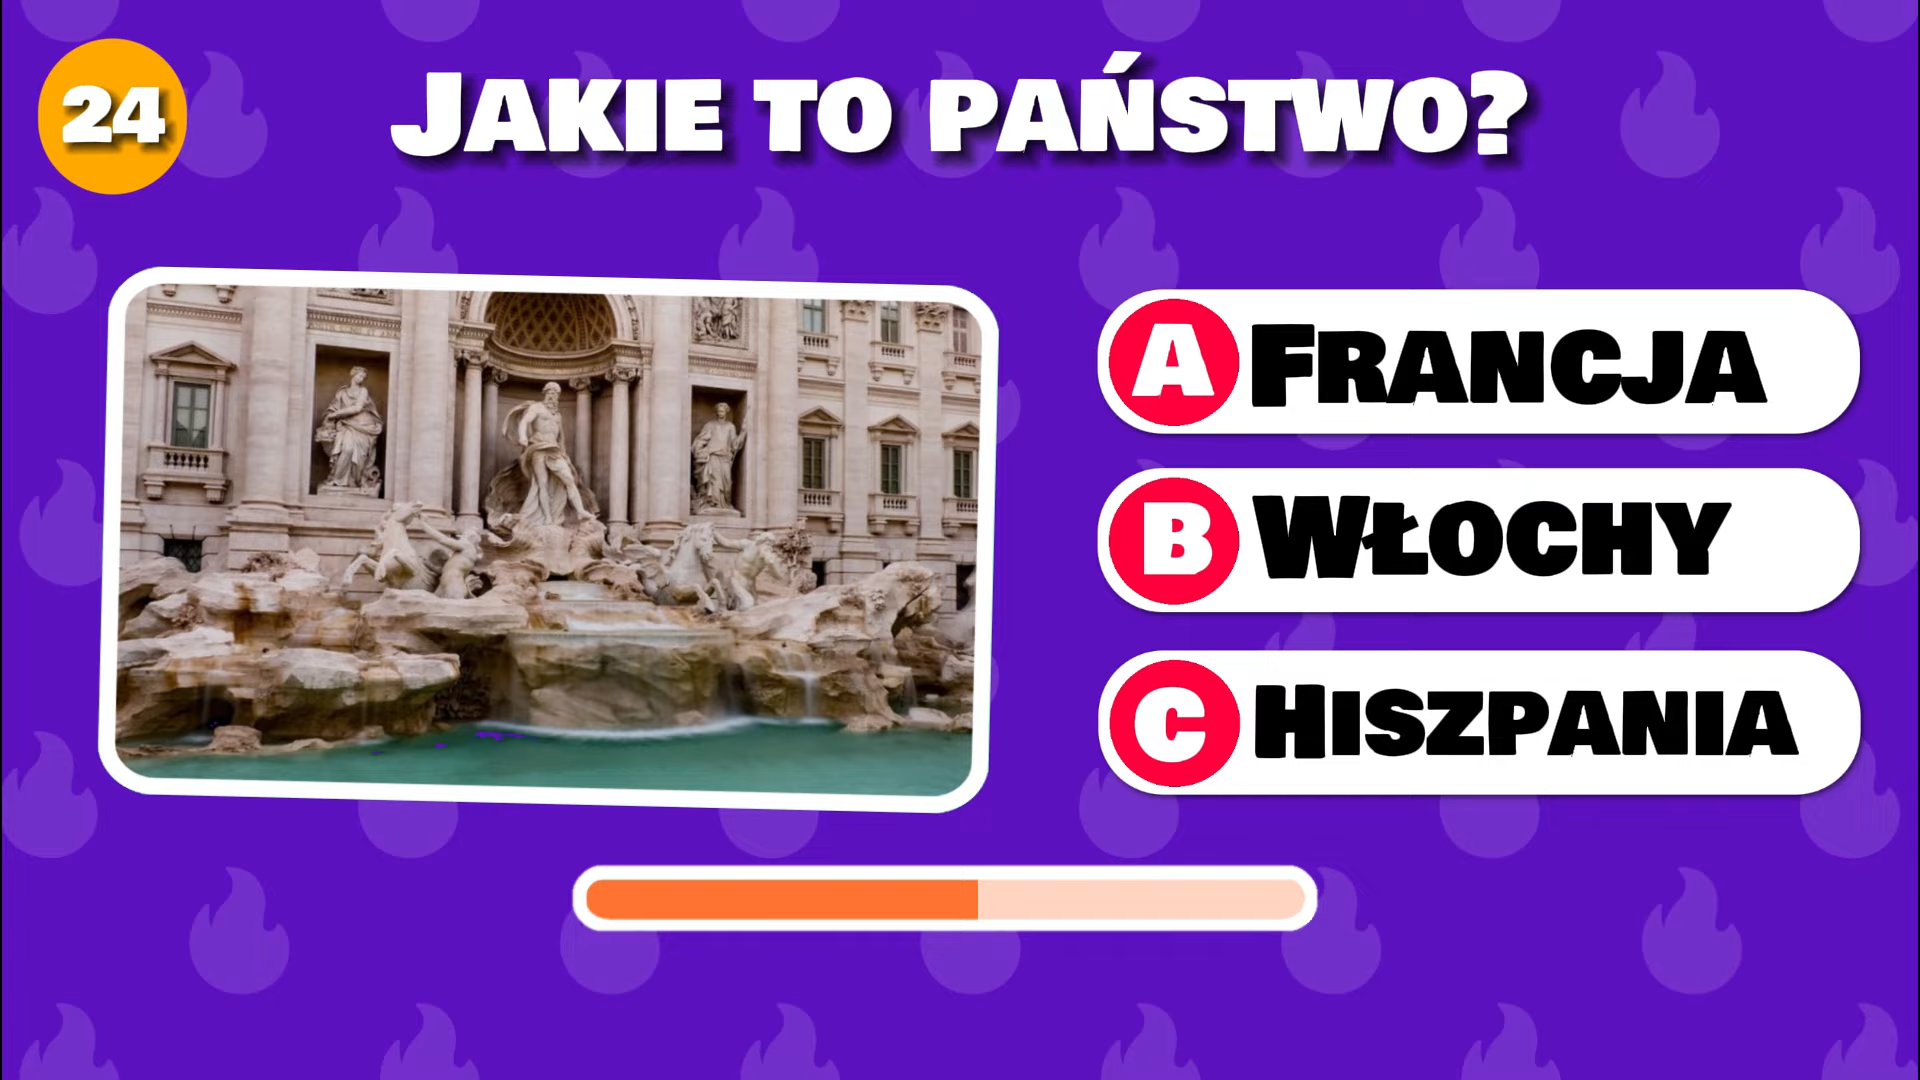 24
JAKIE TO PAŃSTWO?
A FRANCJA
B WŁOCHY
C HISZPANIA